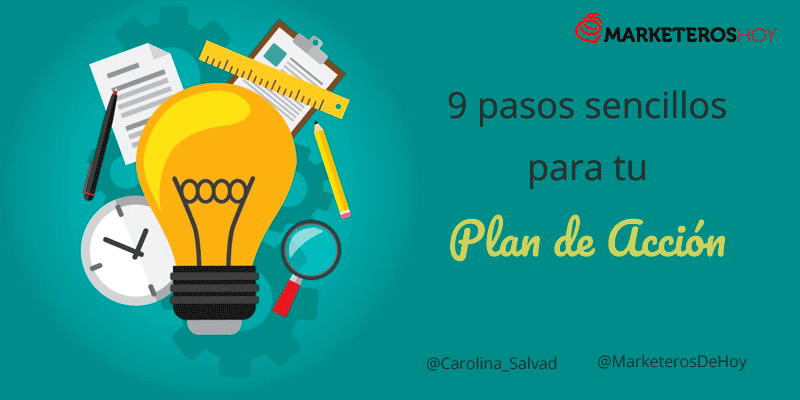 MARKETEROSHOY
9 pasos sencillos
para tu
Plan de Acción
@Carolina_Salvad
@MarketerosDeHoy